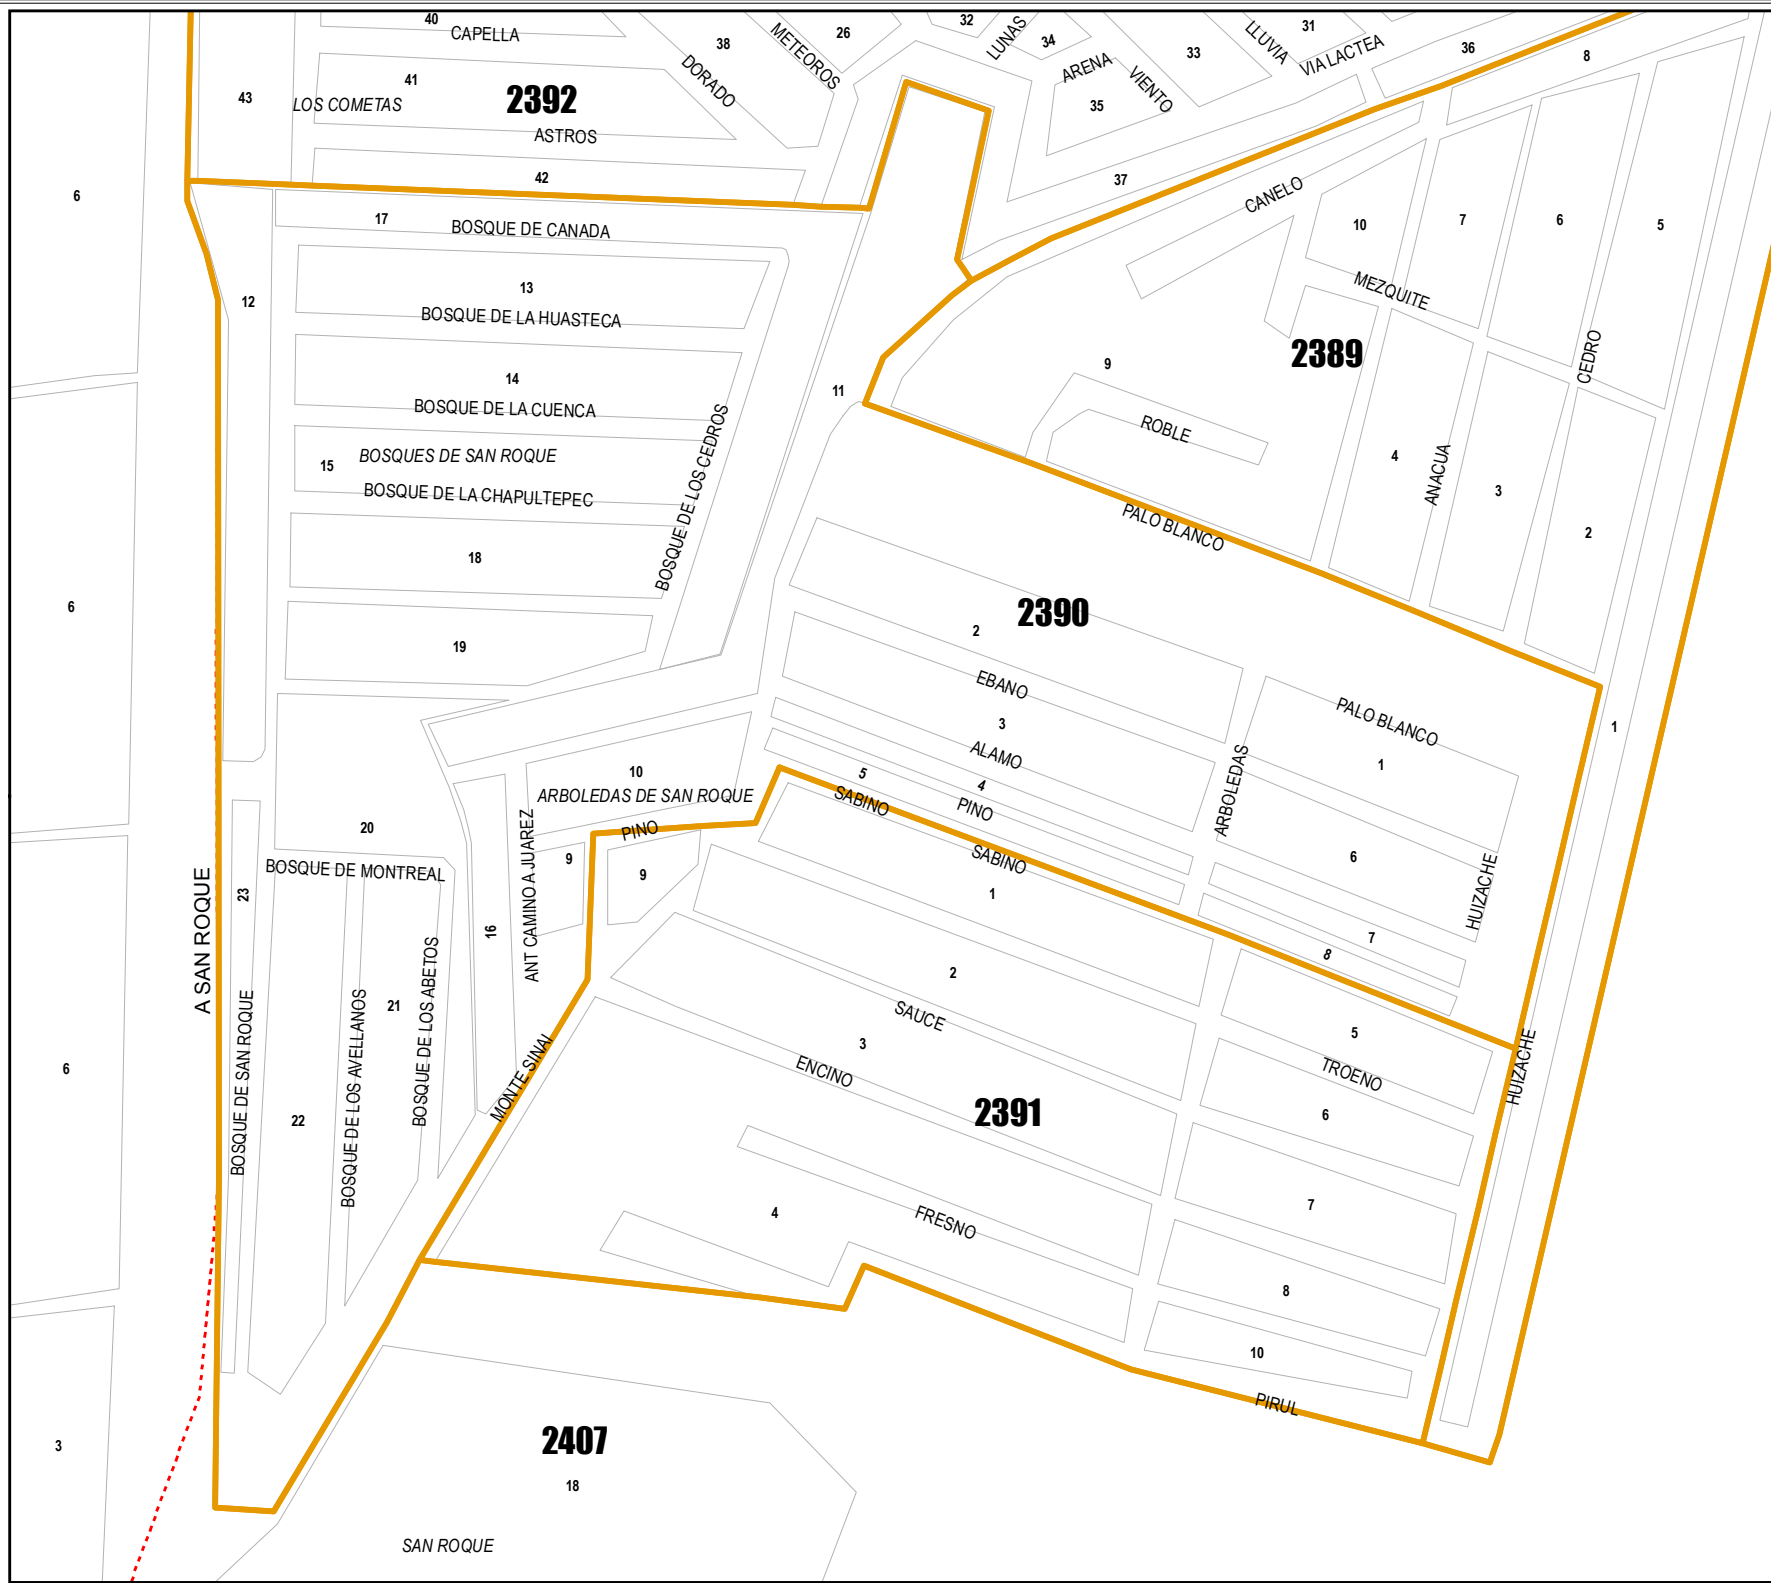 40
CAPELLA
38
METEOROS
26
32
LUNAS
34
ARENA
VIENTO
33
LLUVIA
31
VIA LACTEA
36
8
43
41
LOS COMETAS
2392
DORADO
ASTROS
35
42
37
6
17
BOSQUE DE CANADA
CANELO
10
7
6
5
12
13
BOSQUE DE LA HUASTECA
MEZQUITE
2389
CEDRO
14
BOSQUE DE LA CUENCA
11
9
ROBLE
BOSQUES DE SAN ROQUE
15
BOSQUE DE LA CHAPULTEPEC
BOSQUE DE LOS CEDROS
4
ANACUA
3
2
PALO BLANCO
18
6
2390
2
19
EBANO
3
ALAMO
PALO BLANCO
1
1
ARBOLEDAS
10
ARBOLEDAS DE SAN ROQUE
5
4
SABINO
PINO
PINO
20
BOSQUE DE MONTREAL
ANT CAMINO A JUAREZ
9
9
SABINO
1
6
HUIZACHE
7
8
A SAN ROQUE
23
16
2
BOSQUE DE SAN ROQUE
BOSQUE DE LOS AVELLANOS
21
BOSQUE DE LOS ABETOS
SAUCE
3
ENCINO
5
TROENO
HUIZACHE
6
22
MONTE SINAI
2391
6
7
4
FRESNO
8
10
PIRUL
3
2407
18
SAN ROQUE